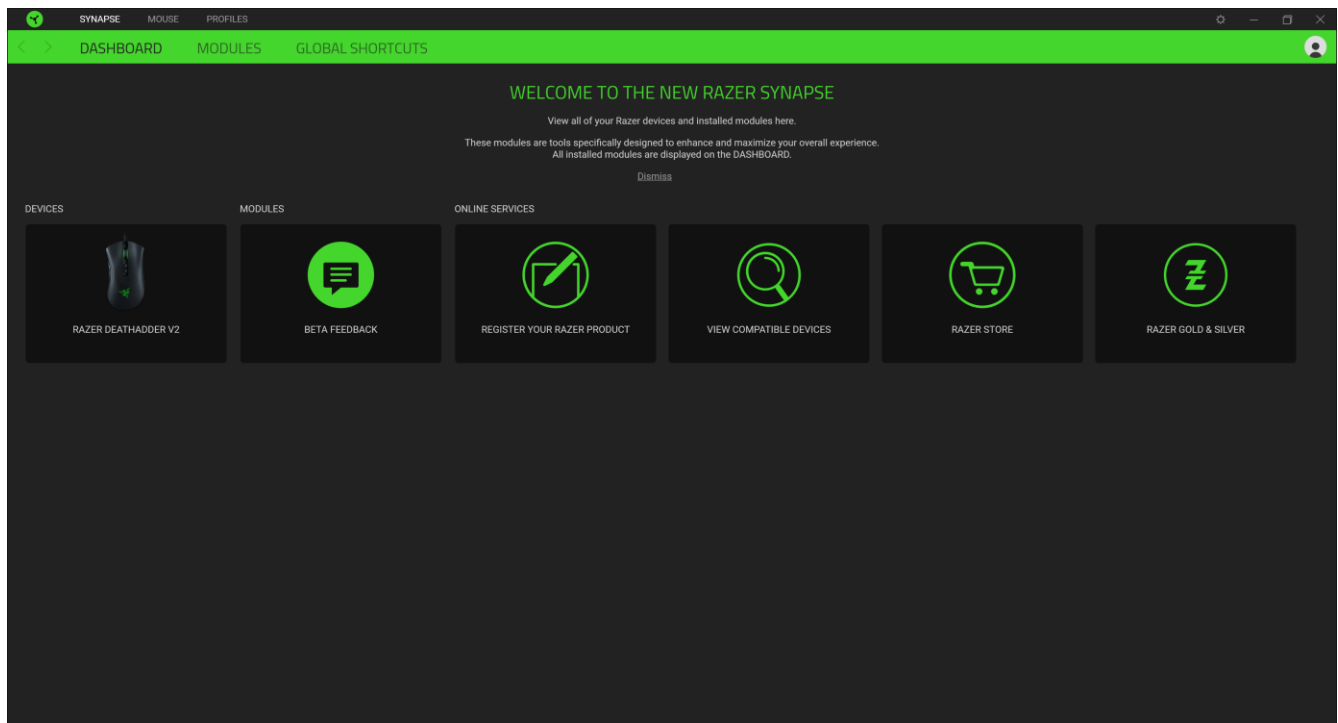 SYNAPSE MOUSE PROFILES
DASHBOARD MODULES GLOBAL SHORTCUTS
WELCOME TO THE NEW RAZER SYNAPSE
View all of your Razer devices and installed modules here.
These modules are tools specifically designed to enhance and maximize your overall experience.
All installed modules are displayed on the DASHBOARD.
Dismiss
DEVICES MODULES ONLINE SERVICES
RAZER DEATHADDER V2 BETA FEEDBACK REGISTER YOUR RAZER PRODUCT VIEW COMPATIBLE DEVICES RAZER STORE RAZER GOLD & SILVER